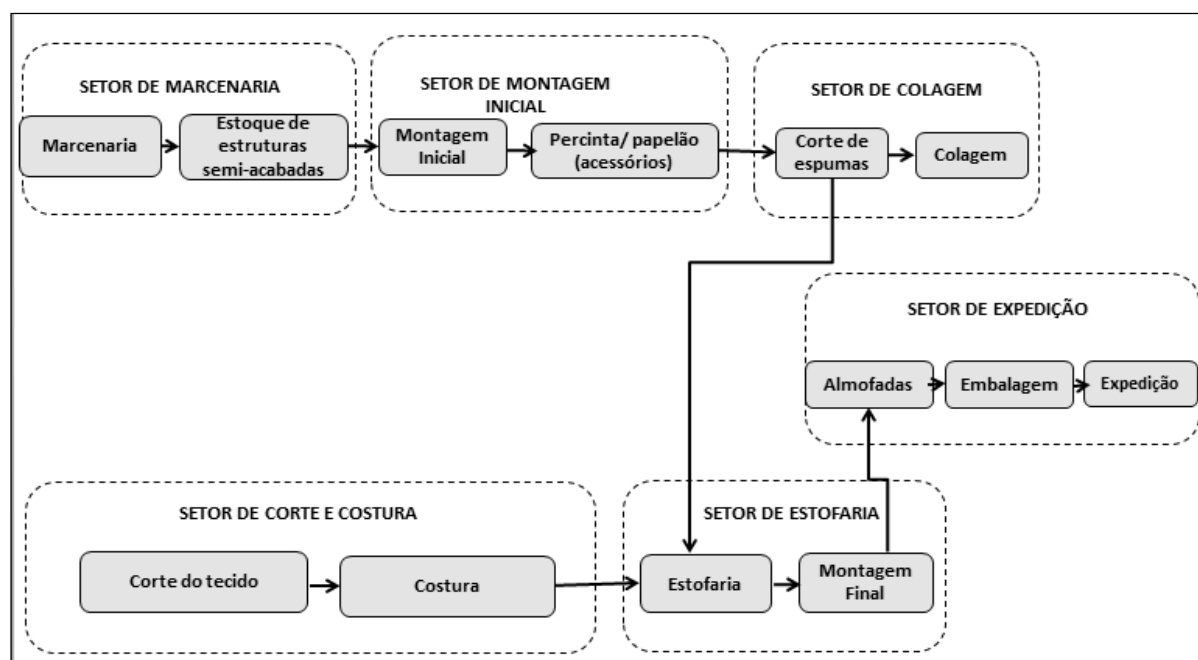 SETOR DE MARCENARIA
Marcenaria
Estoque de
estruturas
semi-acabadas
SETOR DE MONTAGEM
INICIAL
Montagem
Inicial
Percinta/ papelão
(acessórios)
SETOR DE COLAGEM
Corte de
espumas
Colagem
SETOR DE EXPEDIÇÃO
Almofadas
Embalagem
Expedição
SETOR DE CORTE E COSTURA
Corte do tecido
Costura
SETOR DE ESTOFARIA
Estofaria
Montagem
Final